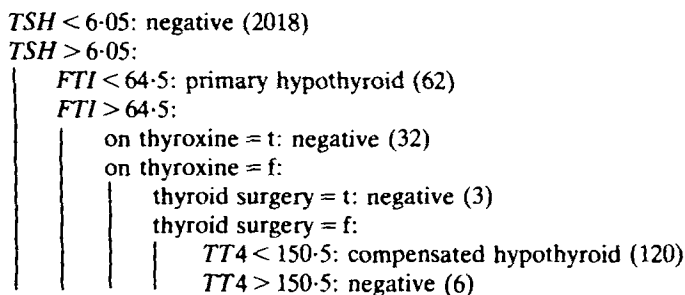 TSH < 6·05: negative (2018)
TSH > 6·05:
FTI < 64·5: primary hypothyroid (62)
FTI > 64·5:
on thyroxine = t: negative (32)
on thyroxine = f:
thyroid surgery = t: negative (3)
thyroid surgery = f:
TT4 < 150·5: compensated hypothyroid (120)
TT4 > 150·5: negative (6)